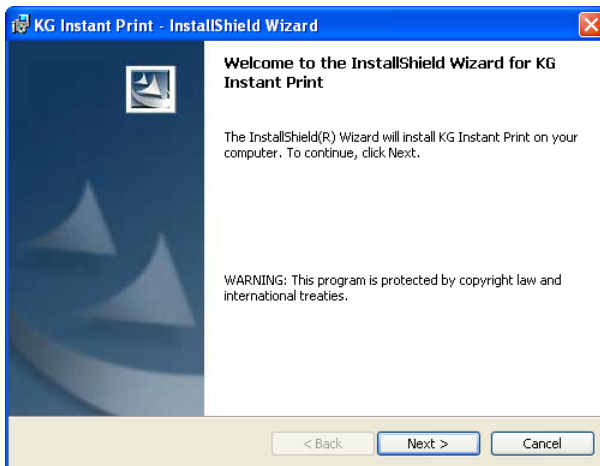 KG Instant Print - InstallShield Wizard
Welcome to the InstallShield Wizard for KG
Instant Print
The InstallShield(R) Wizard will install KG Instant Print on your
computer. To continue, click Next.
WARNING: This program is protected by copyright law and
international treaties.
< Back Next > Cancel